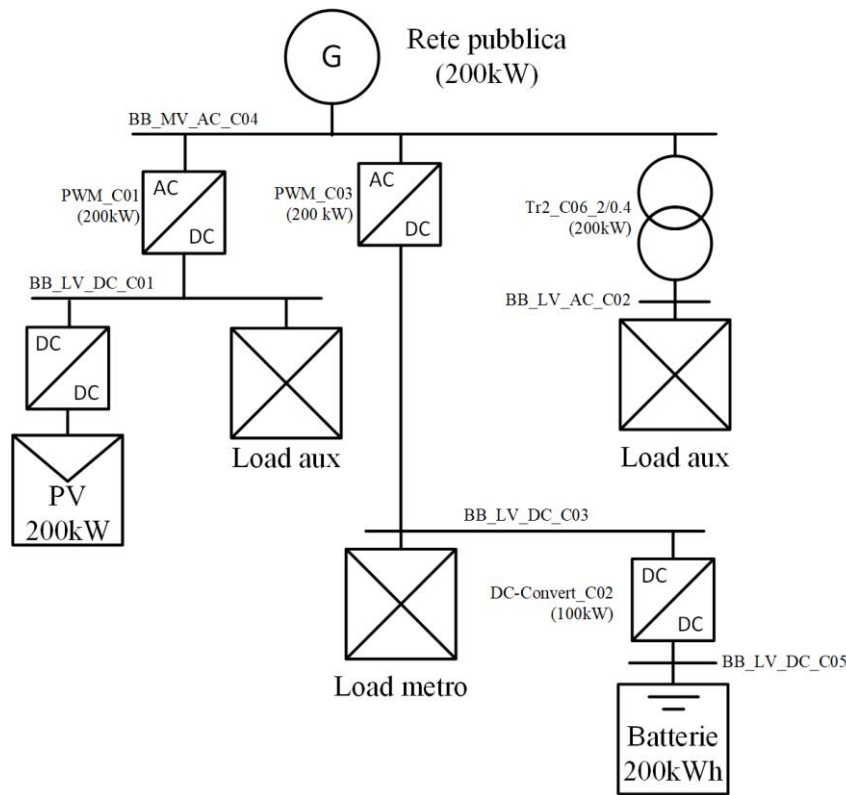 G
Rete pubblica
(200kW)
BB_MV_AC_C04
PWM_C01
(200kW)
AC
DC
PWM_C03
(200 kW)
AC
DC
Tr2_C06_2/0.4
(200kW)
BB_LV_DC_C01
BB_LV_AC_C02
DC
DC
Load aux
Load aux
PV
200kW
BB_LV_DC_C03
DC-Convert_C02
(100kW)
DC
DC
Load metro
BB_LV_DC_C05
Batterie
200kWh